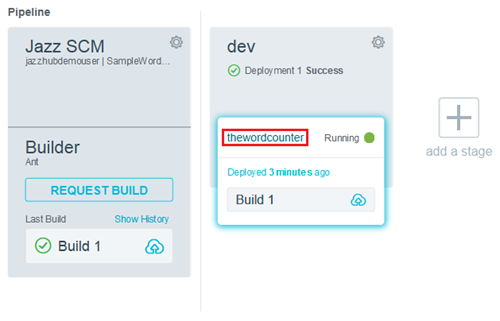 Pipeline
Jazz SCM
jazzhubdemouser | SampleWord...
Builder
Ant
REQUEST BUILD
Last Build Show History
Build 1
dev
Deployment 1 Success
thewordcounter Running
Deployed 3 minutes ago
Build 1
add a stage